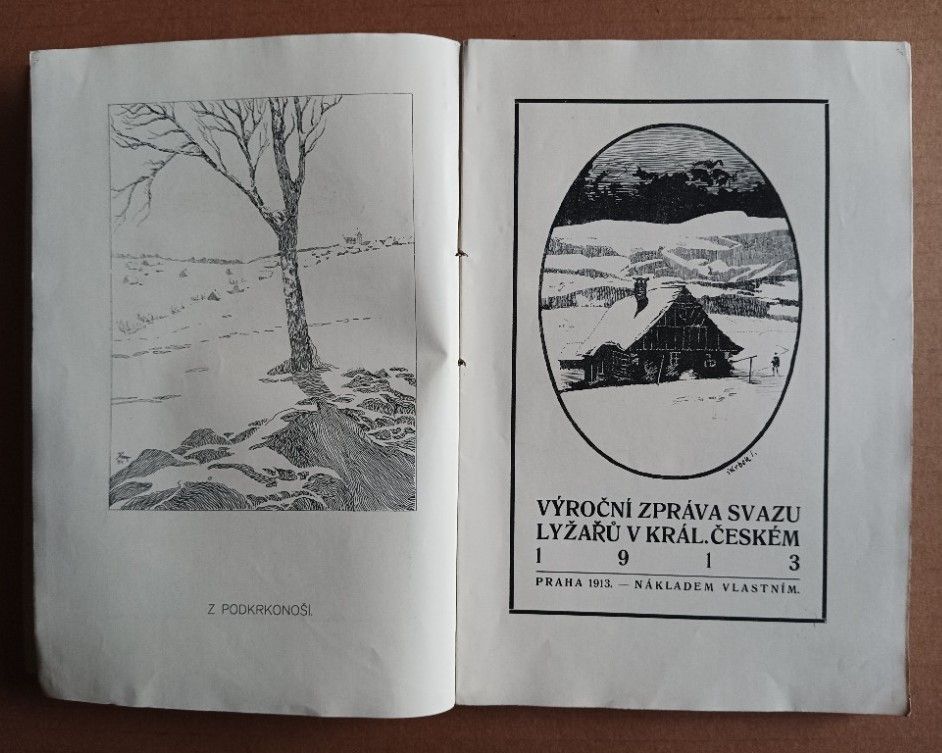 Z PODKRKONOŠÍ.
VÝROČNÍ ZPRÁVA SVAZU
LYŽAŘŮ V KRÁL. ČESKÉM
1 9 1 3
PRAHA 1913. — NÁKLADEM VLASTNÍM.